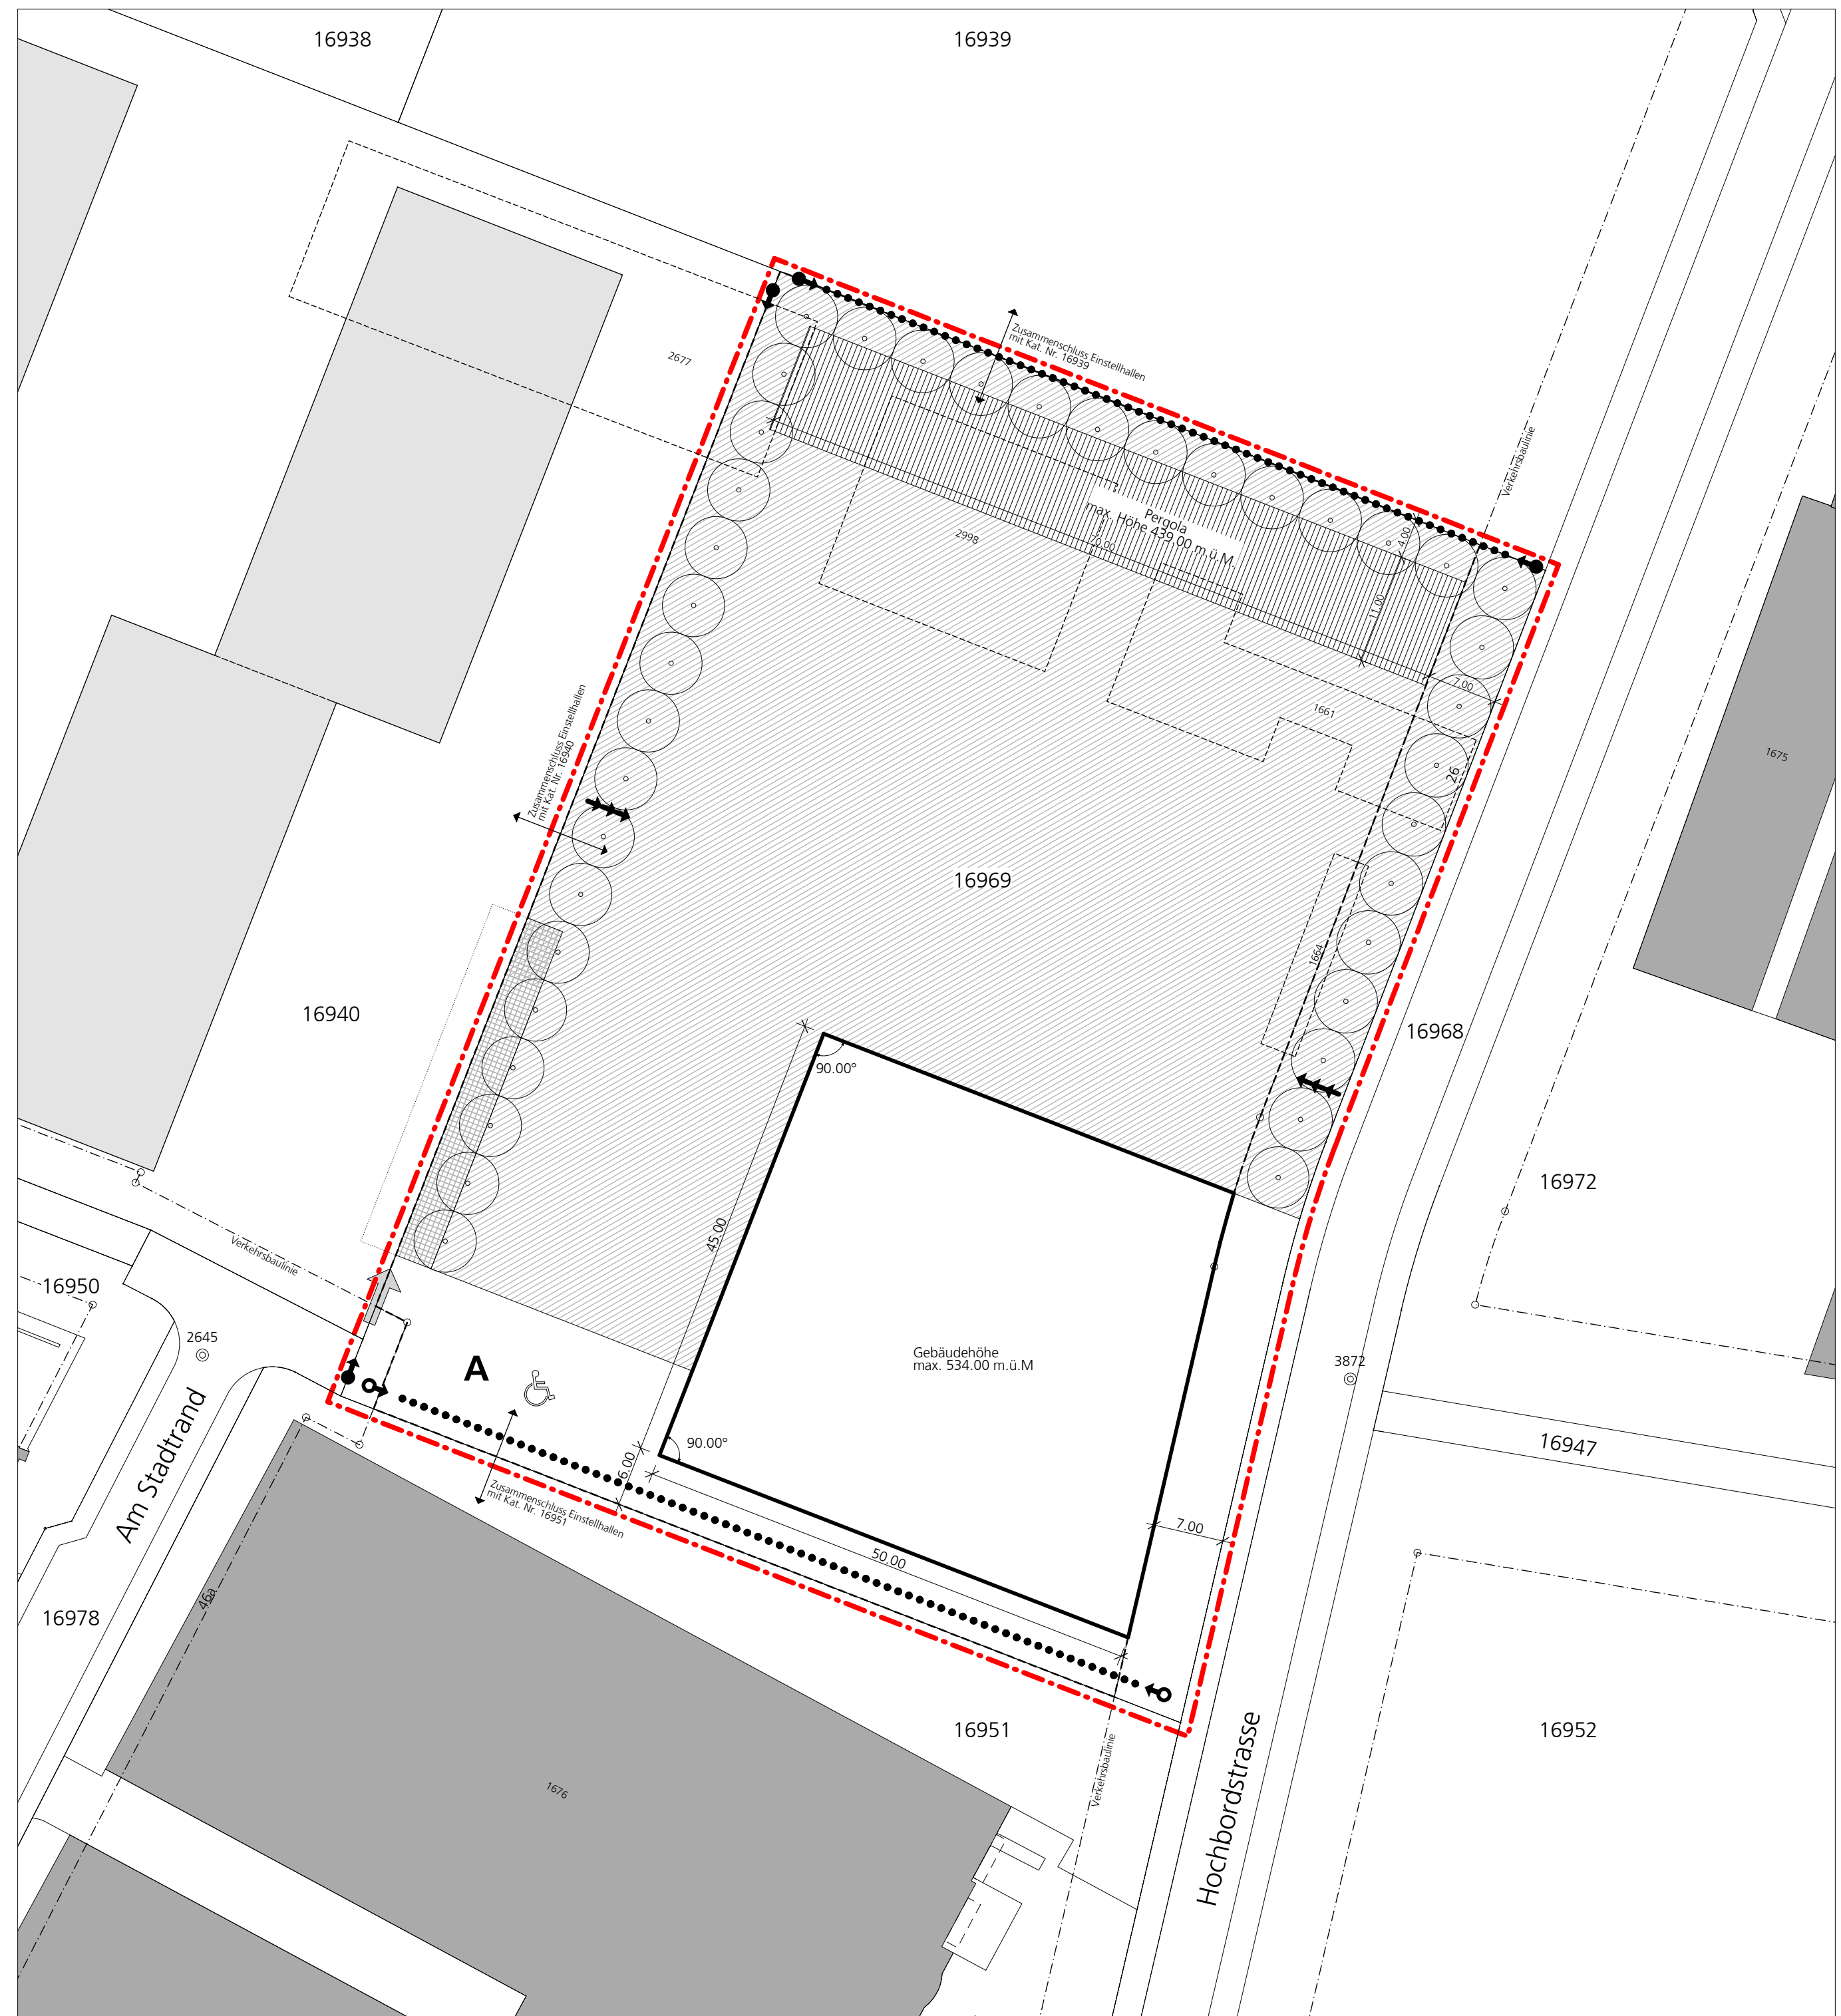 16938
16939
Verkehrsbaulinie
Zusammenschluss Einstellhallen
mit Kat. Nr. 16939
2677
Pergola
max. Höhe 439.00 m.ü.M.
2998
70.00
4.00
11.00
7.00
1661
26
1675
Zusammenschluss Einstellhallen
mit Kat. Nr. 16940
16969
1664
16940
16968
90.00°
16972
45.00
Verkehrsbaulinie
16950
2645
A
Gebäudehöhe
max. 534.00 m.ü.M
3872
90.00°
6.00
16947
Am Stadtrand
Zusammenschluss Einstellhallen
mit Kat. Nr. 16951
7.00
50.00
46a
16978
16951
16952
Verkehrsbaulinie
1676
Hochbordstrasse